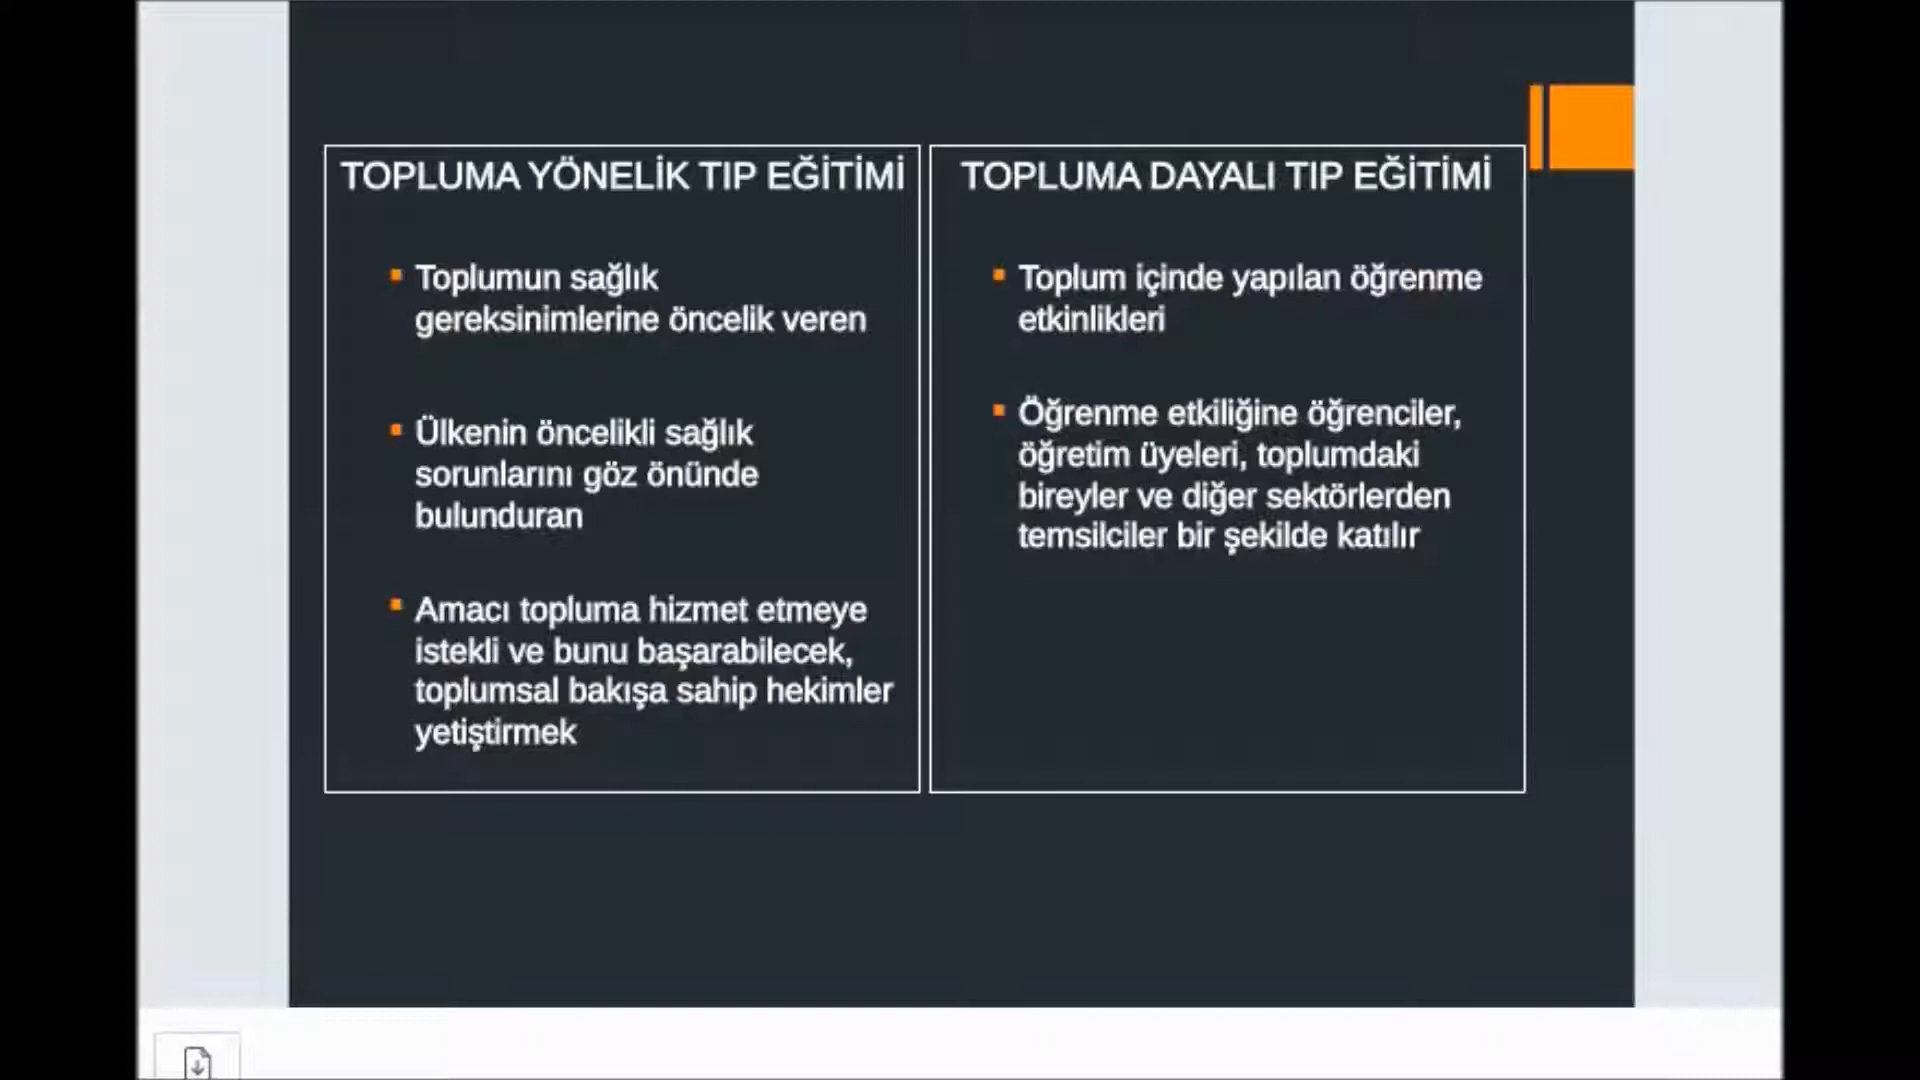 TOPLUMA YÖNELİK TIP EĞİTİMİ
Toplumun sağlık
gereksinimlerine öncelik veren
Ülkenin öncelikli sağlık
sorunlarını göz önünde
bulunduran
Amacı topluma hizmet etmeye
istekli ve bunu başarabilecek,
toplumsal bakışa sahip hekimler
yetiştirmek
TOPLUMA DAYALI TIP EĞİTİMİ
Toplum içinde yapılan öğrenme
etkinlikleri
Öğrenme etkiliğine öğrenciler,
öğretim üyeleri, toplumdaki
bireyler ve diğer sektörlerden
temsilciler bir şekilde katılır